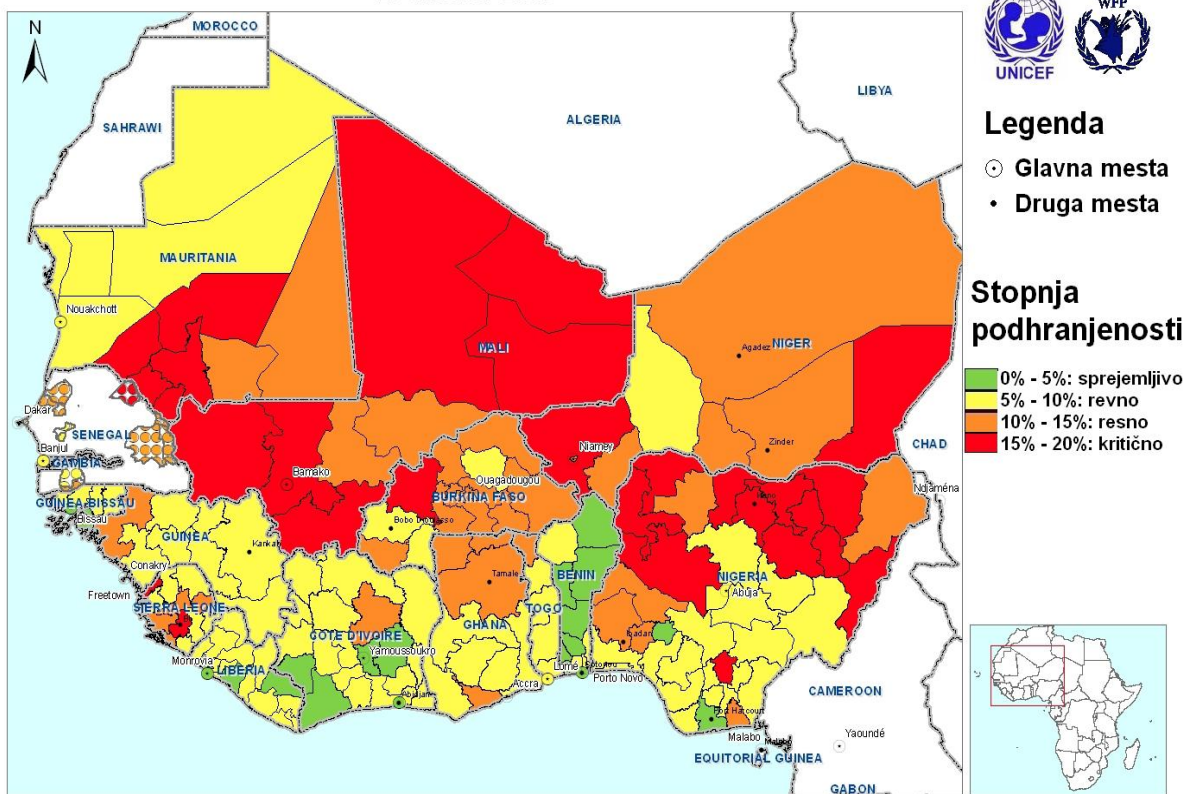 N
MOROCCO
SAHRAWI
ALGERIA
LIBYA
MAURITANIA
Nouakchott
MALI
Agadez
NIGER
Dakar
SENEGAL
Banjul
GAMBIA
Niamey
Zinder
CHAD
Bamako
Ouagadougou
BURKINA FASO
Ndjaména
GUINEA-BISSAU
Bissau
Bobo Dioulasso
GUINEA
Kankan
Conakry
Tamale
BENIN
NIGERIA
Abuja
Freetown
SIERRA LEONE
TOGO
GHANA
COTE D'IVOIRE
Ibadan
Yamoussoukro
Monrovia
LIBERIA
Lomé
Cotonou
Porto Novo
Accra
Abidjan
Port Harcourt
CAMEROON
Malabo
Malabo
Yaoundé
EQUITORIAL GUINEA
GABON
UNICEF
WFP
Legenda
Glavna mesta
Druga mesta
Stopnja
podhranjenosti
0% - 5%: sprejemljivo
5% - 10%: revno
10% - 15%: resno
15% - 20%: kritično